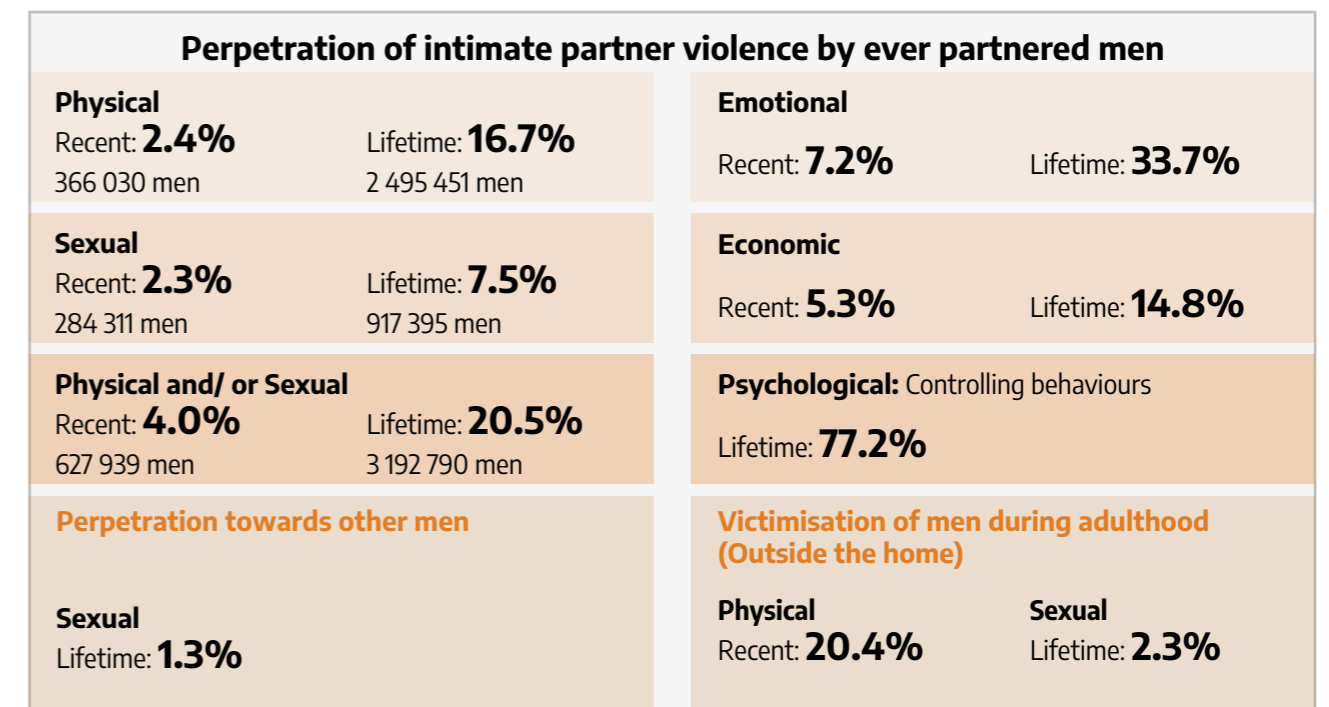 Perpetration of intimate partner violence by ever partnered men
Physical
Recent: 2.4% Lifetime: 16.7%
366 030 men 2 495 451 men
Emotional
Recent: 7.2% Lifetime: 33.7%
Sexual
Recent: 2.3% Lifetime: 7.5%
284 311 men 917 395 men
Economic
Recent: 5.3% Lifetime: 14.8%
Physical and/ or Sexual
Recent: 4.0% Lifetime: 20.5%
627 939 men 3 192 790 men
Psychological: Controlling behaviours
Lifetime: 77.2%
Perpetration towards other men
Sexual
Lifetime: 1.3%
Victimisation of men during adulthood
(Outside the home)
Physical Sexual
Recent: 20.4% Lifetime: 2.3%